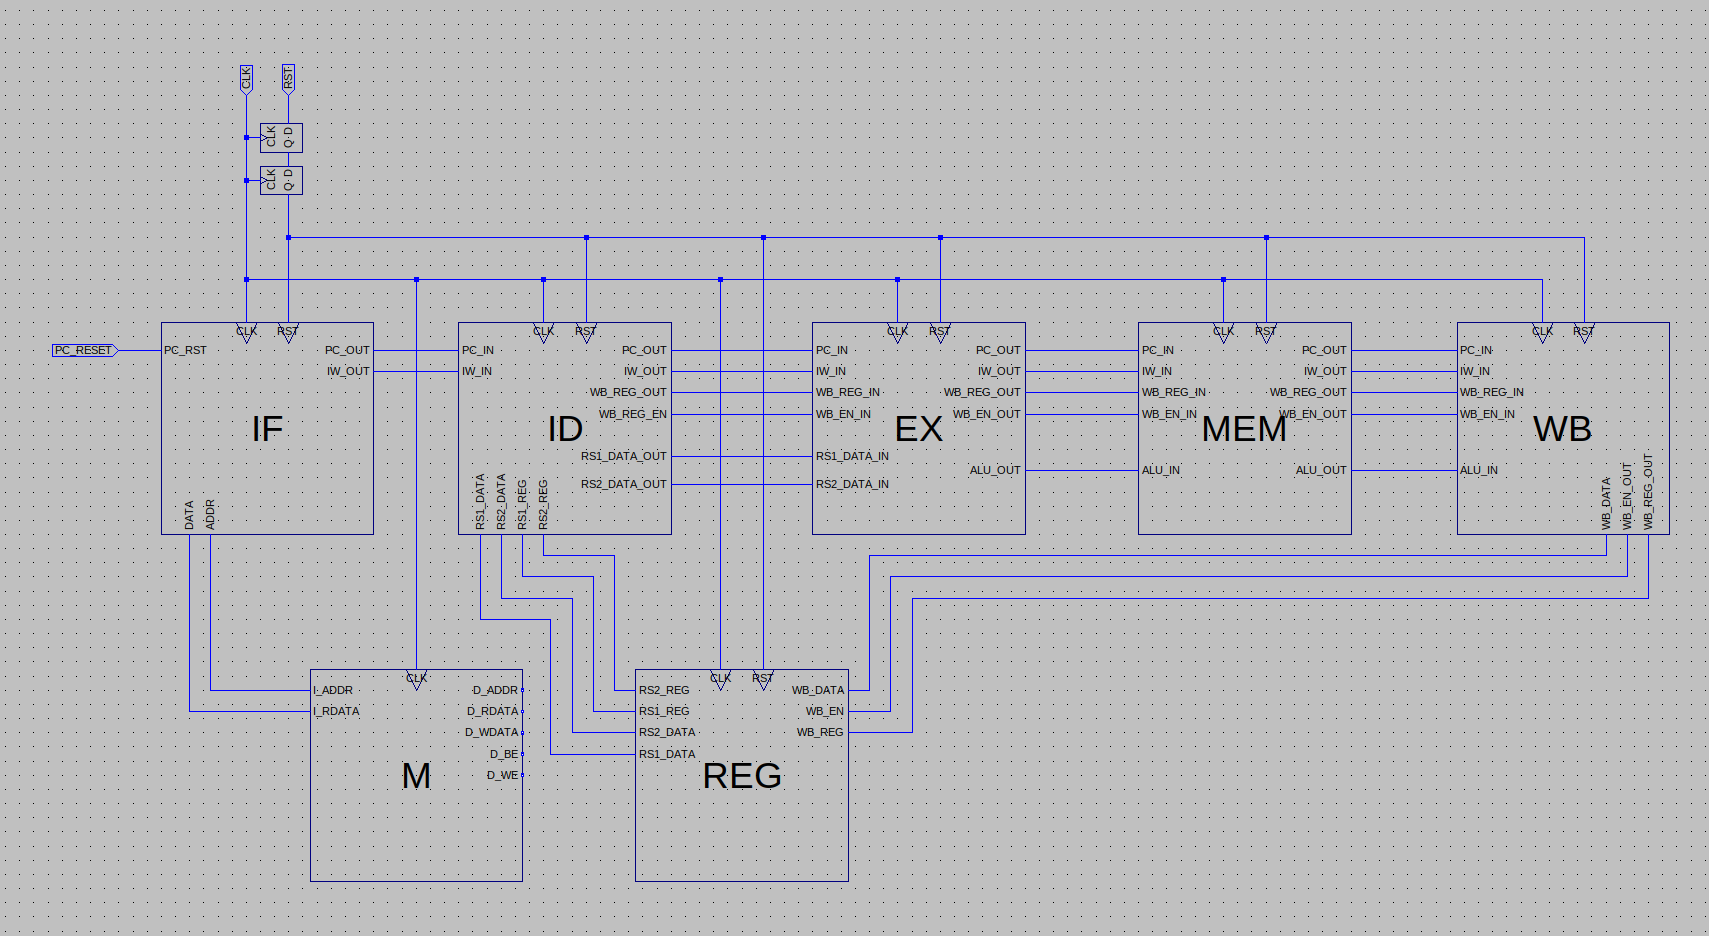 CLK
RST
CLK
Q D
CLK
Q D
PC_RESET
CLK RST
PC_RST
PC_OUT
IW_OUT
IF
DATA
ADDR
CLK RST
PC_IN
IW_IN
PC_OUT
IW_OUT
WB_REG_OUT
WB_REG_EN
ID
RS1_DATA_OUT
RS2_DATA_OUT
RS1_DATA
RS2_DATA
RS1_REG
RS2_REG
CLK RST
PC_IN
IW_IN
WB_REG_IN
WB_EN_IN
RS1_DATA_IN
RS2_DATA_IN
PC_OUT
IW_OUT
WB_REG_OUT
WB_EN_OUT
EX
ALU_OUT
CLK RST
PC_IN
IW_IN
WB_REG_IN
WB_EN_IN
ALU_IN
PC_OUT
IW_OUT
WB_REG_OUT
WB_EN_OUT
MEM
ALU_OUT
CLK RST
PC_IN
IW_IN
WB_REG_IN
WB_EN_IN
WB
ALU_IN
WB_DATA
WB_EN_OUT
WB_REG_OUT
CLK
I_ADDR
I_RDATA
D_ADDR
D_RDATA
D_WDATA
D_BE
D_WE
M
CLK RST
RS2_REG
RS1_REG
RS2_DATA
RS1_DATA
WB_DATA
WB_EN
WB_REG
REG